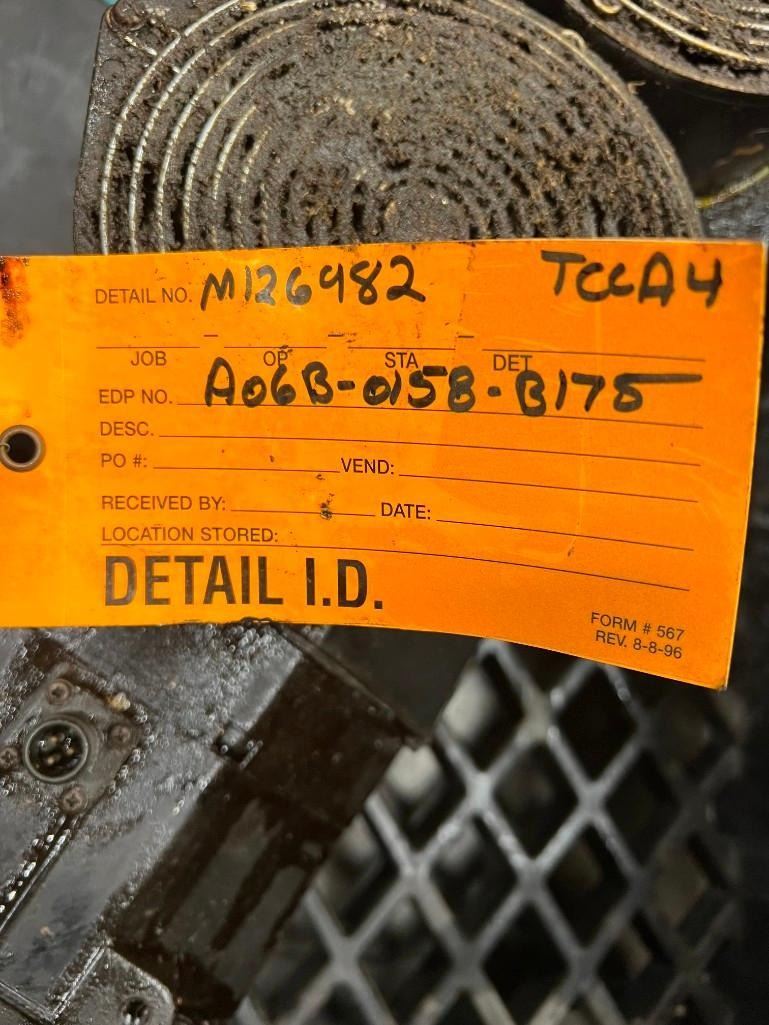 DETAIL NO. M126982 TCCA4
JOB - OP - STA - DET
EDP NO. A06B-0158-B175
DESC.
PO #: VEND:
RECEIVED BY: DATE:
LOCATION STORED:
DETAIL I.D.
FORM # 567
REV. 8-8-96